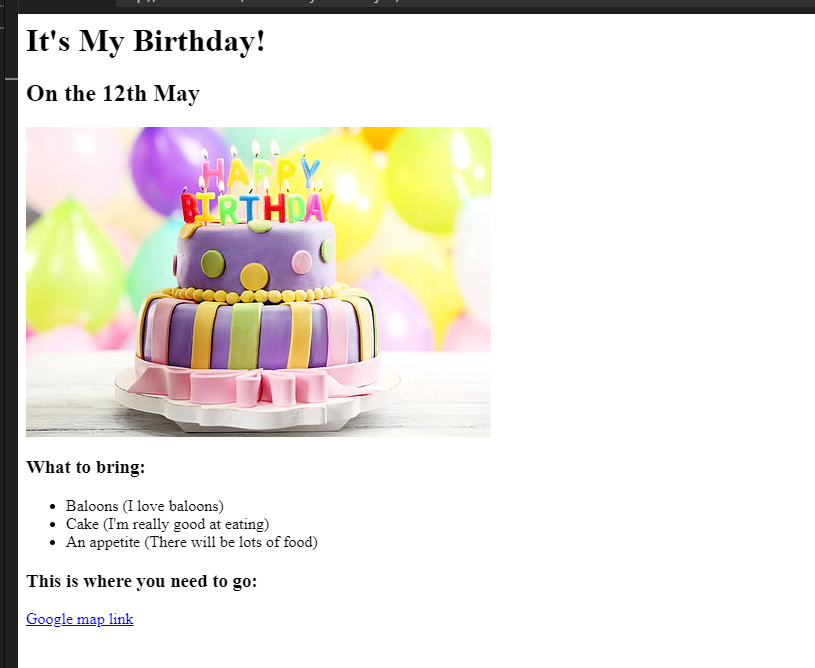 It's My Birthday!
On the 12th May
HAPPY
BIRTHDAY
What to bring:
Baloons (I love baloons)
Cake (I'm really good at eating)
An appetite (There will be lots of food)
This is where you need to go:
Google map link